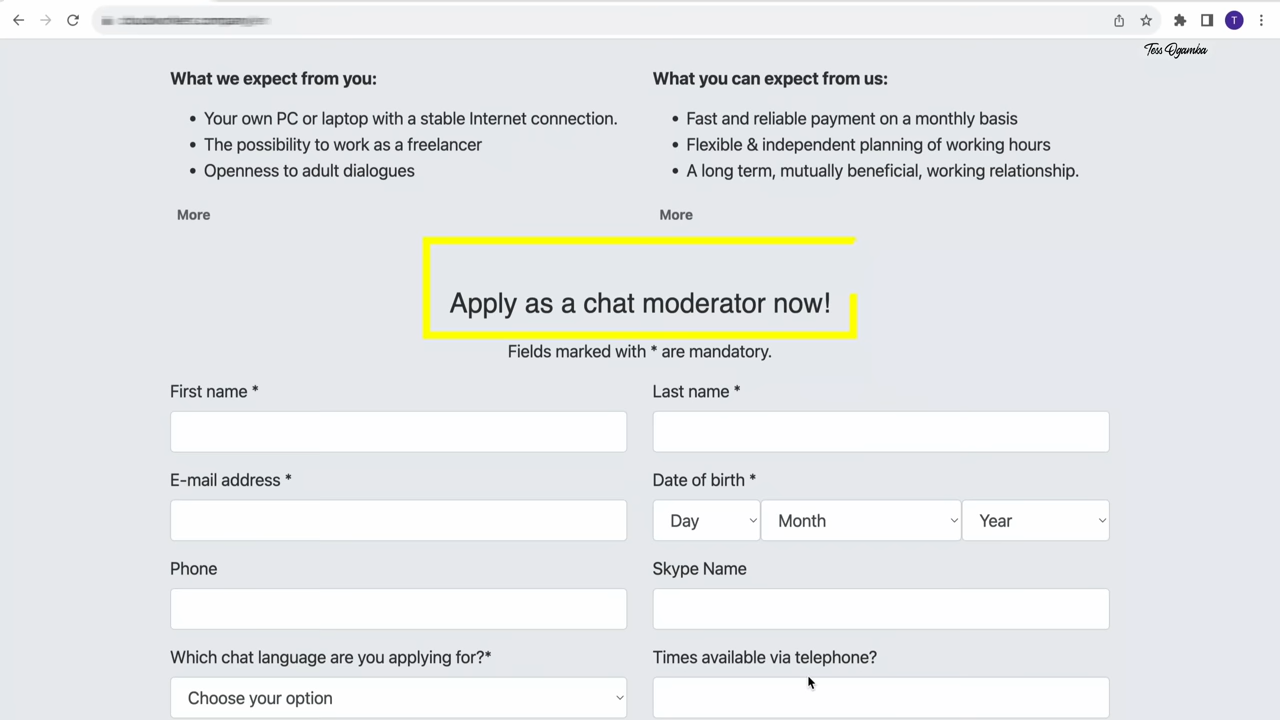 T
Tess Ogamba
What we expect from you:
• Your own PC or laptop with a stable Internet connection.
• The possibility to work as a freelancer
• Openness to adult dialogues
More
What you can expect from us:
• Fast and reliable payment on a monthly basis
• Flexible & independent planning of working hours
• A long term, mutually beneficial, working relationship.
More
Apply as a chat moderator now!
Fields marked with * are mandatory.
First name *
Last name *
E-mail address *
Date of birth *
Day
Month
Year
Phone
Skype Name
Which chat language are you applying for?*
Times available via telephone?
Choose your option